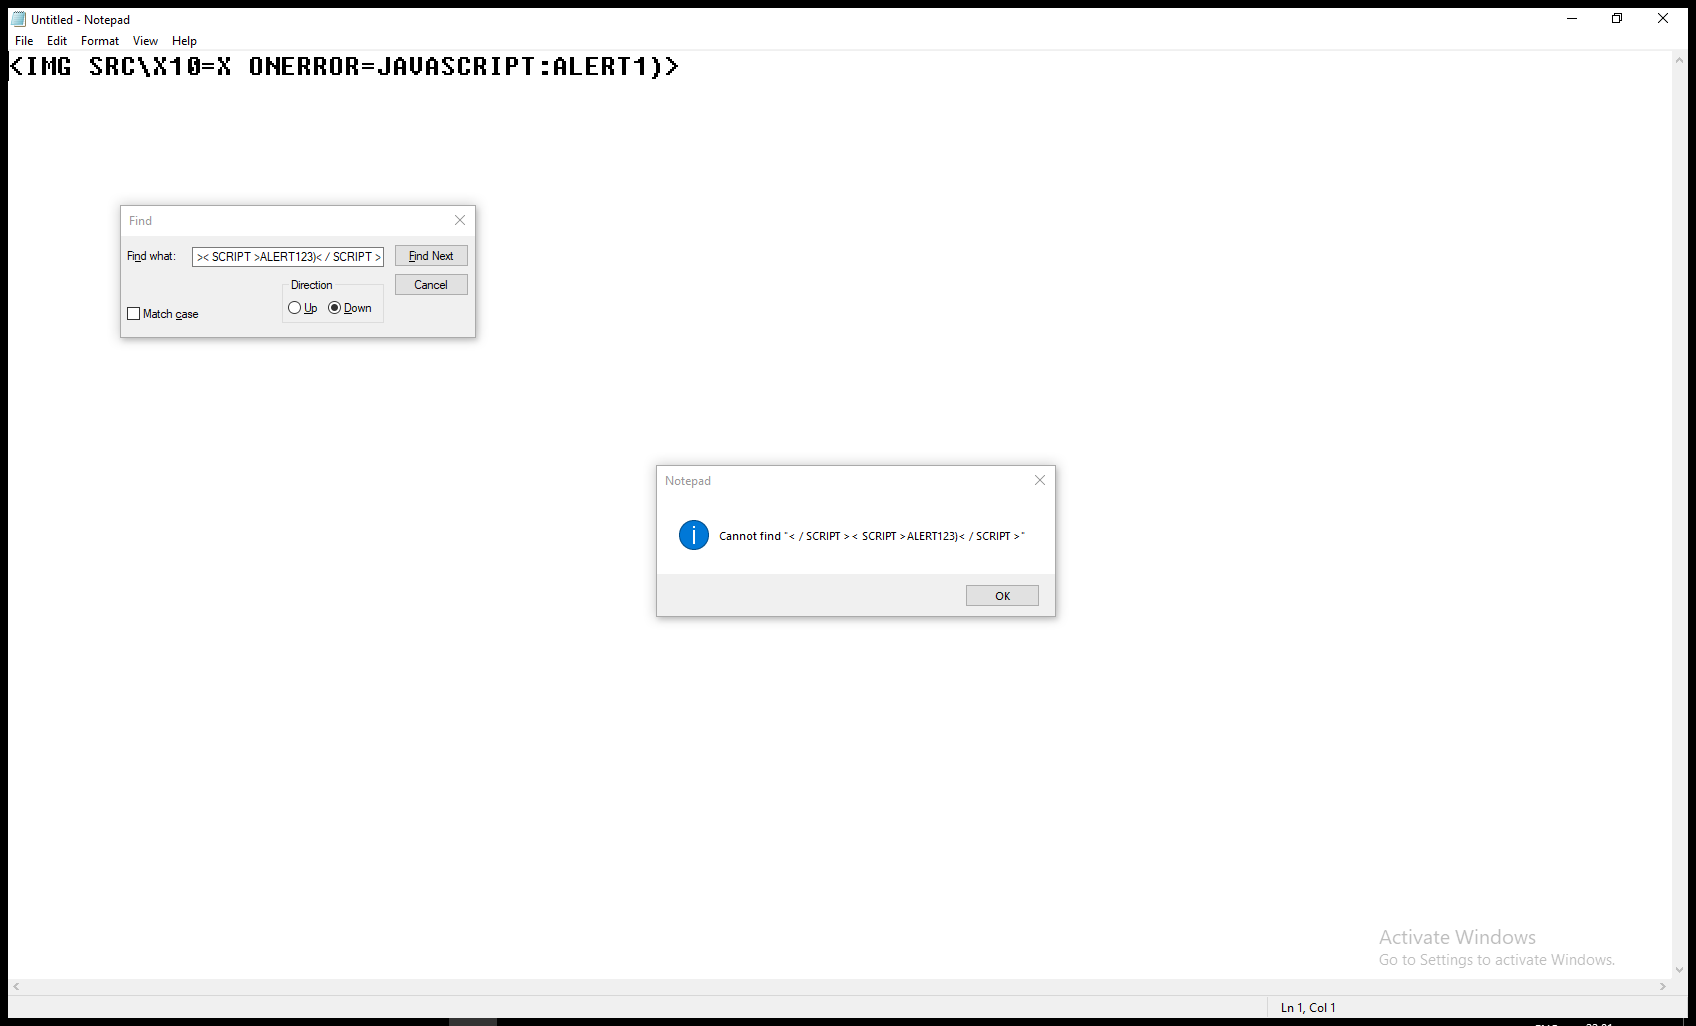 Untitled - Notepad
File Edit Format View Help
<IMG SRC\X10=X ONERROR=JAVASCRIPT:ALERT1)>
Find
Find what: >< SCRIPT >ALERT123)< / SCRIPT > Find Next
Direction Cancel
Up Down
Match case
Notepad
Cannot find "< / SCRIPT >< SCRIPT >ALERT123)< / SCRIPT >"
OK
Activate Windows
Go to Settings to activate Windows.
Ln 1, Col 1